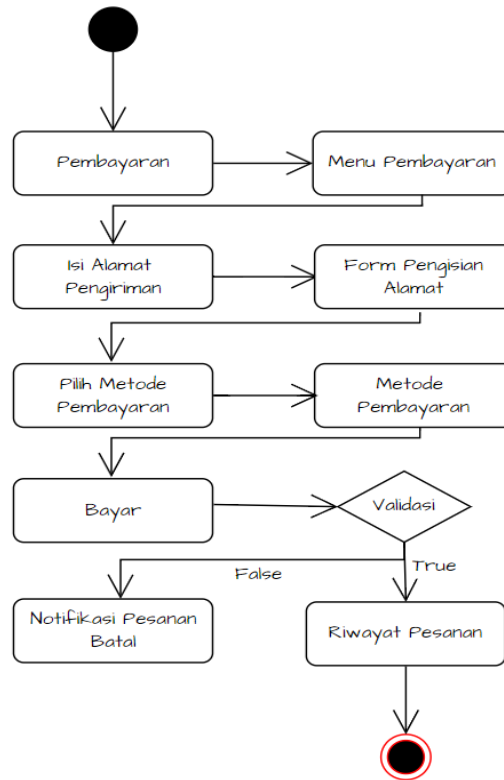 Pembayaran
Menu Pembayaran
Isi Alamat
Pengiriman
Form Pengisian
Alamat
Pilih Metode
Pembayaran
Metode
Pembayaran
Bayar
Validasi
False
True
Notifikasi Pesanan
Batal
Riwayat Pesanan